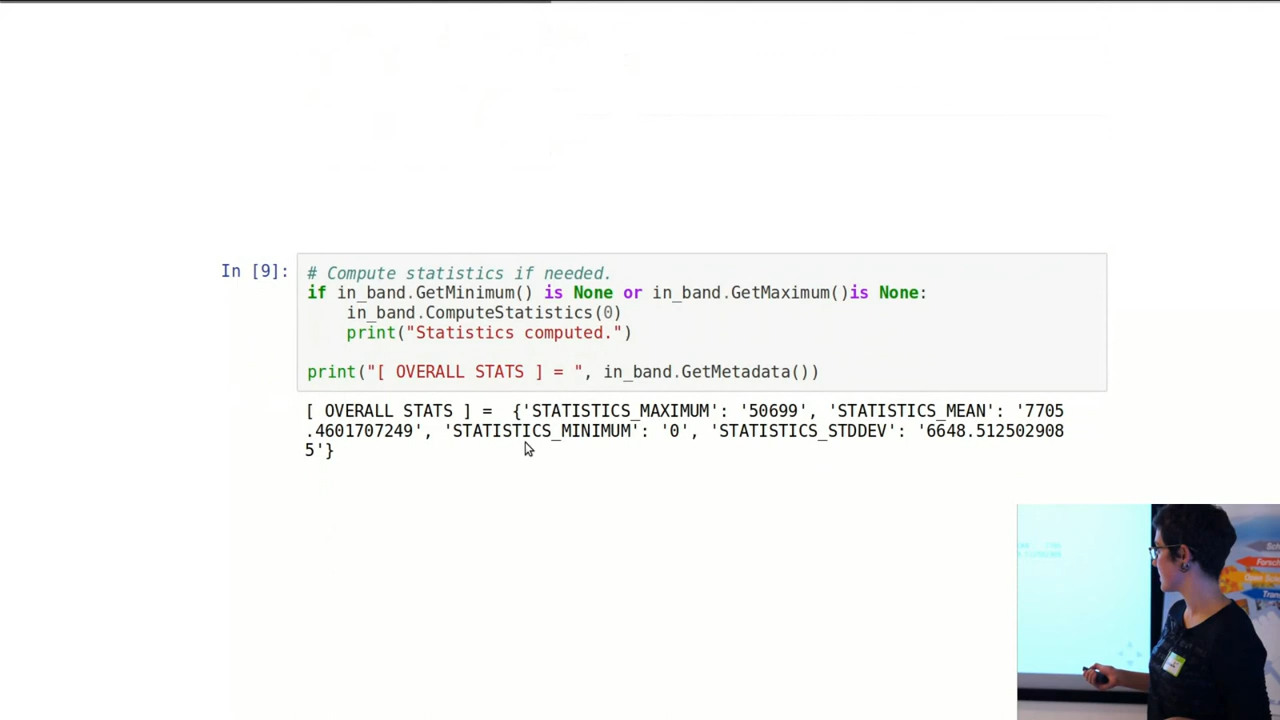 In [9]:
# Compute statistics if needed.
if in_band.GetMinimum() is None or in_band.GetMaximum()is None:
    in_band.ComputeStatistics(0)
    print("Statistics computed.")
print("[ OVERALL STATS ] = ", in_band.GetMetadata())
[ OVERALL STATS ] =  {'STATISTICS_MAXIMUM': '50699', 'STATISTICS_MEAN': '7705
.4601707249', 'STATISTICS_MINIMUM': '0', 'STATISTICS_STDDEV': '6648.512502908
5'}